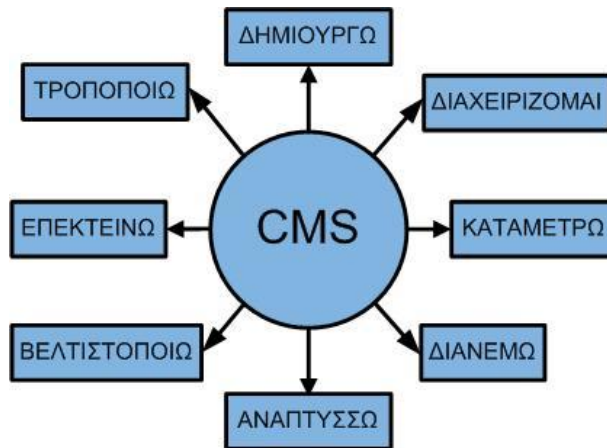 ΔΗΜΙΟΥΡΓΩ
ΤΡΟΠΟΠΟΙΩ
ΔΙΑΧΕΙΡΙΖΟΜΑΙ
ΕΠΕΚΤΕΙΝΩ
CMS
ΚΑΤΑΜΕΤΡΩ
ΒΕΛΤΙΣΤΟΠΟΙΩ
ΔΙΑΝΕΜΩ
ΑΝΑΠΤΥΣΣΩ